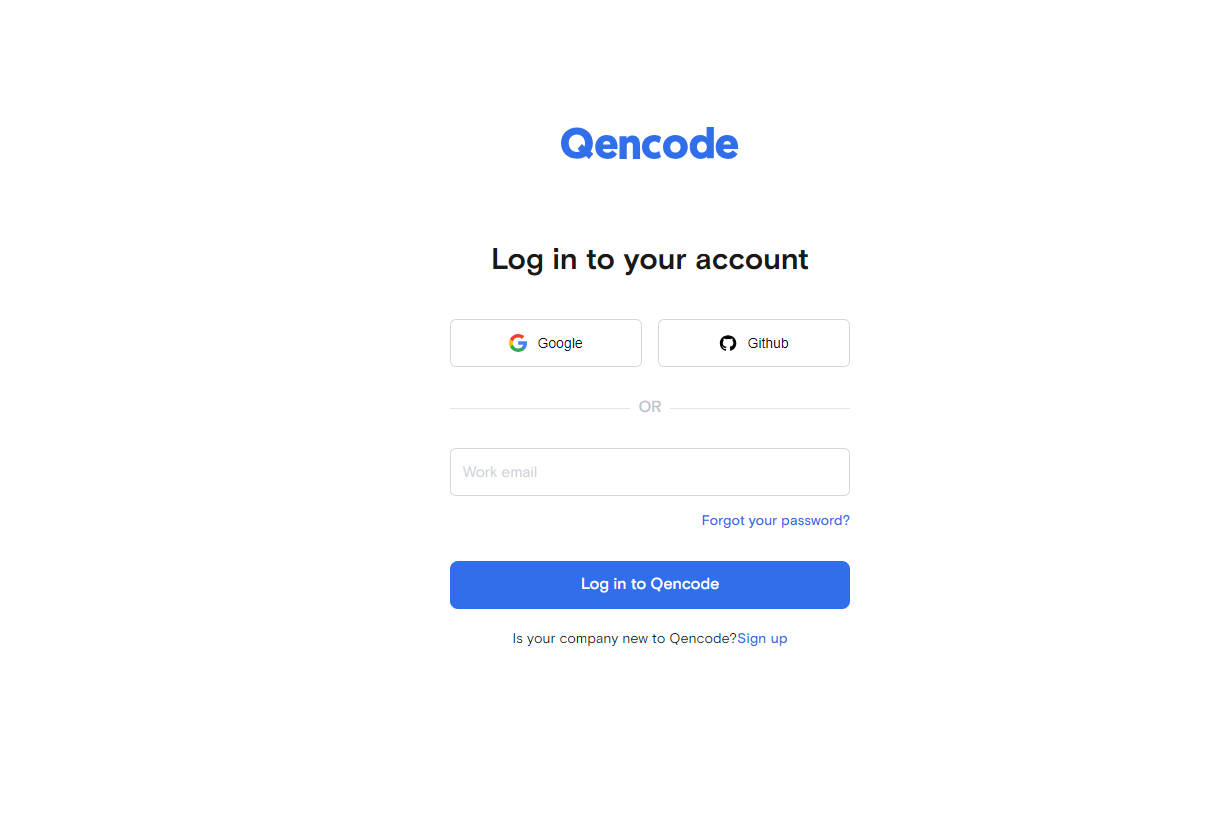 Qencode
Log in to your account
Google
Github
OR
Work email
Forgot your password?
Log in to Qencode
Is your company new to Qencode?Sign up